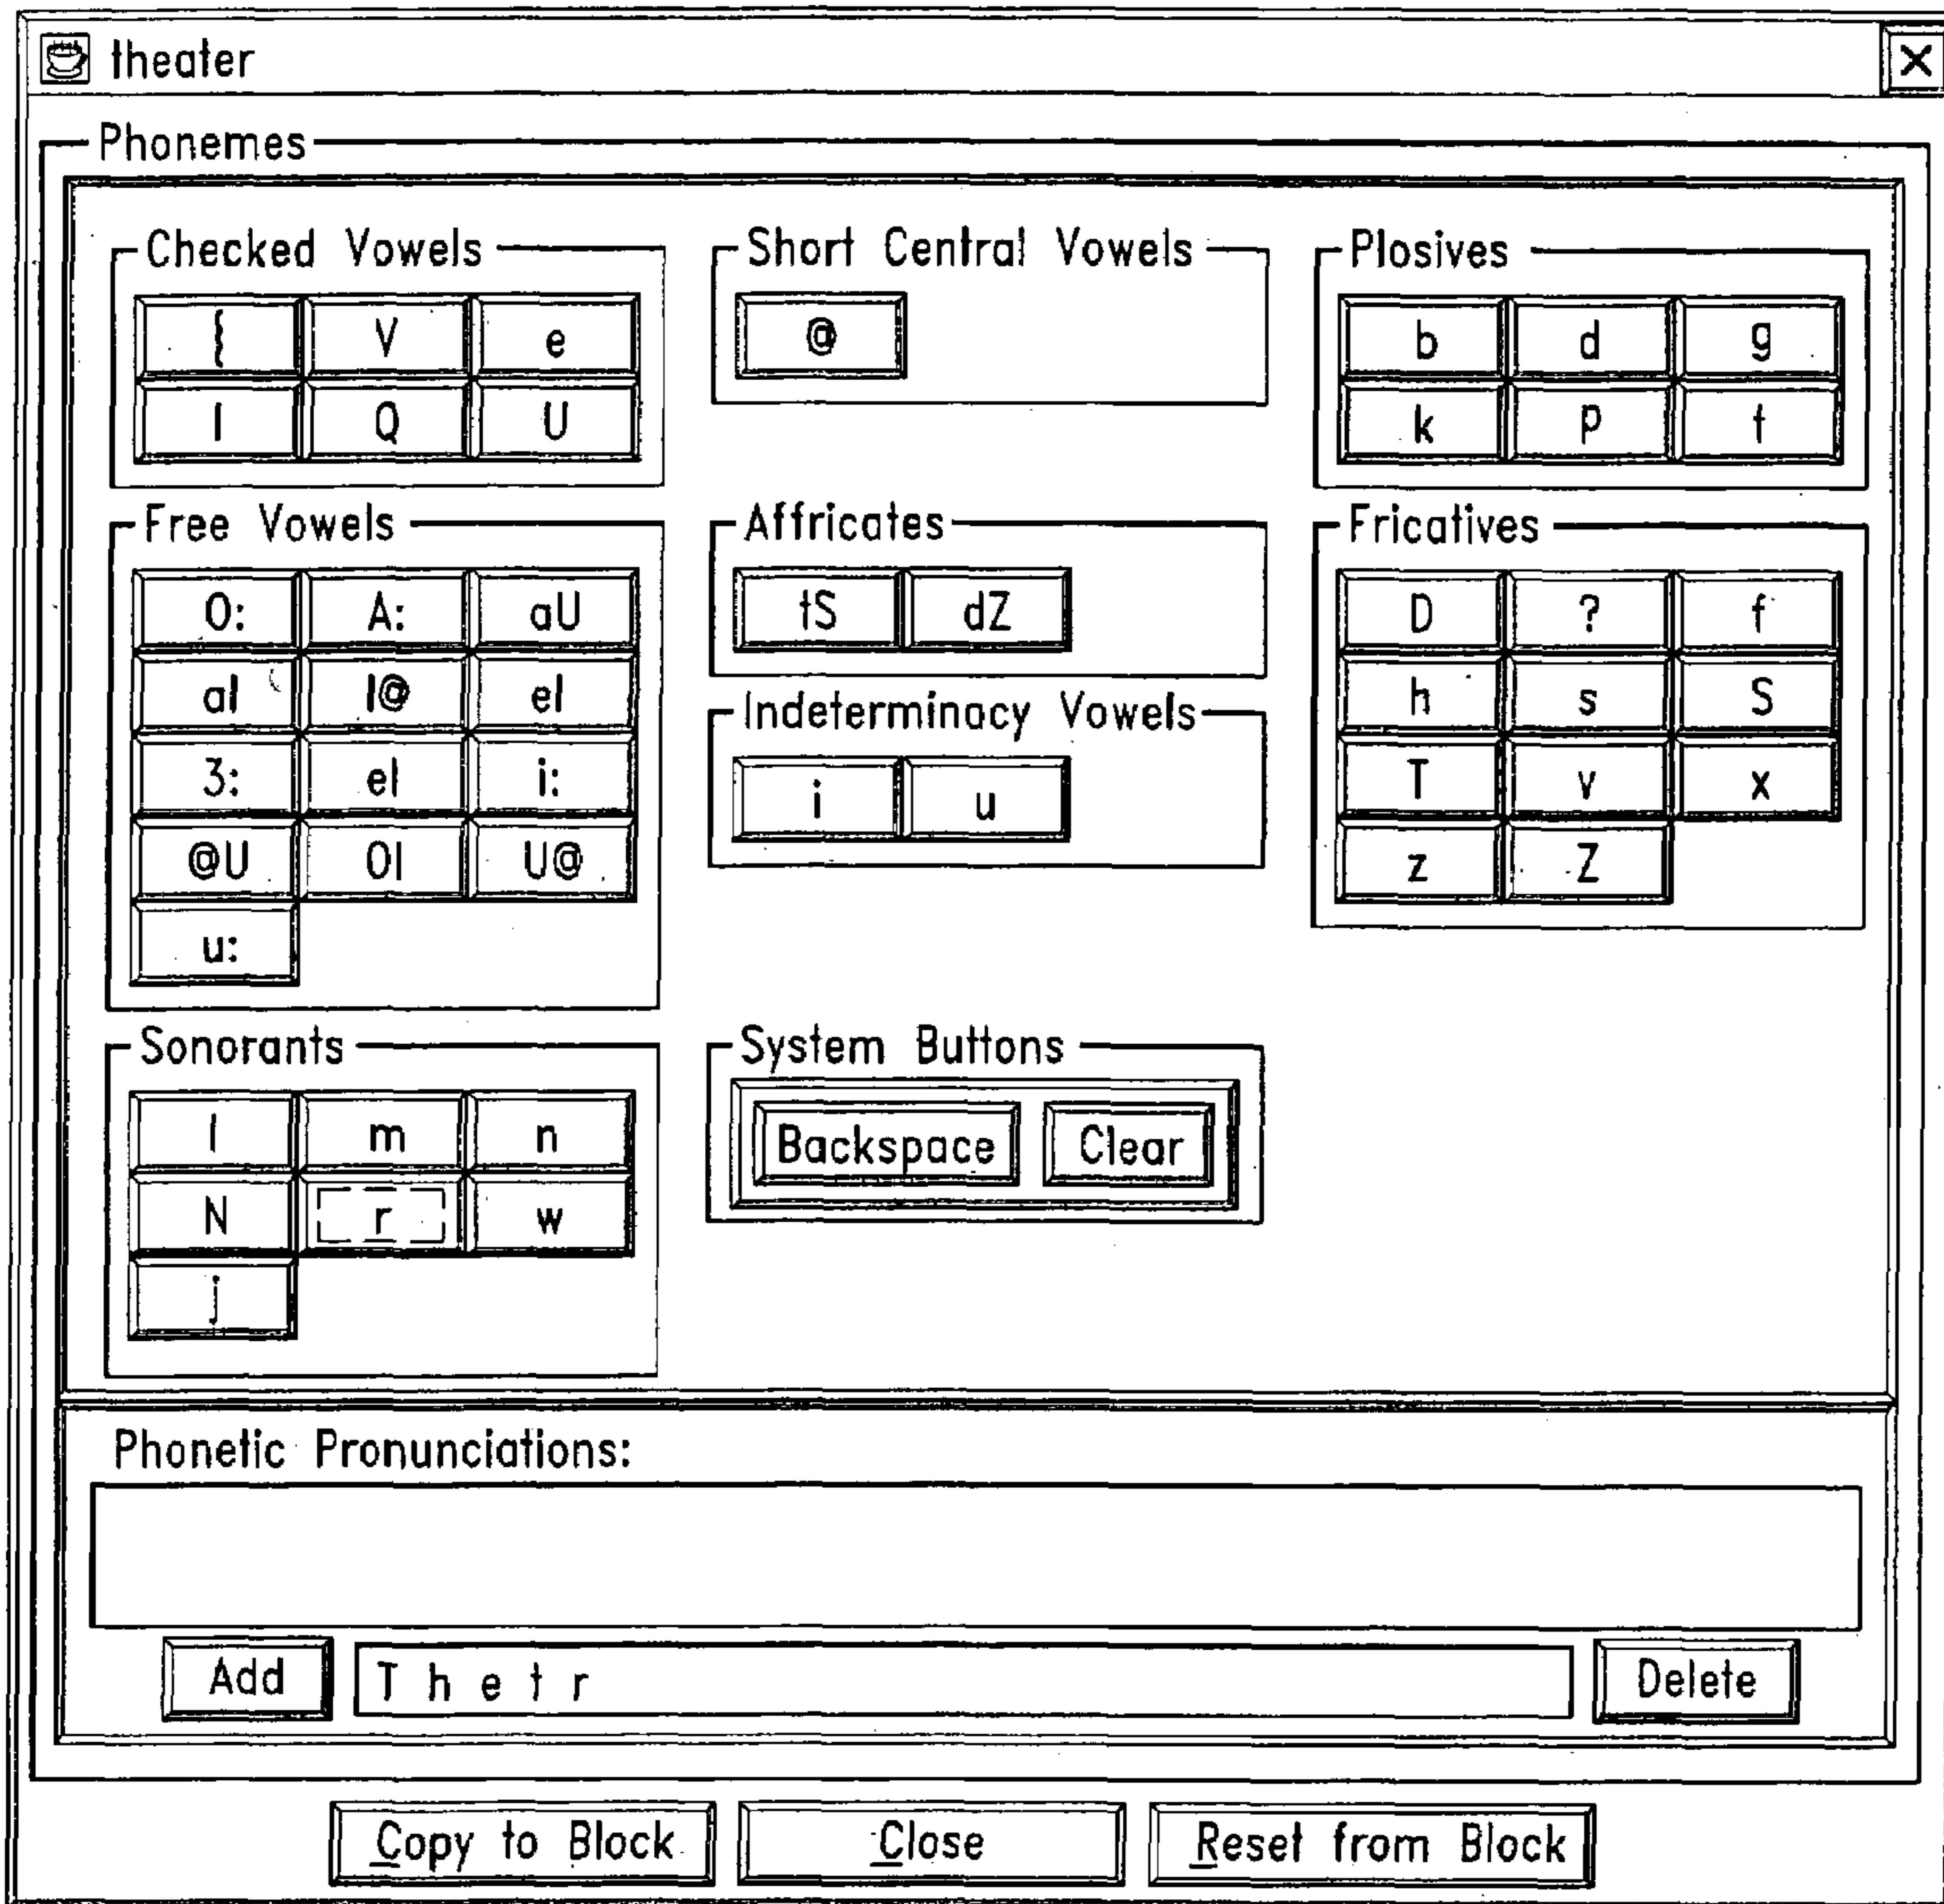 theater X
Phonemes
Checked Vowels
{ V e
I Q U
Short Central Vowels
@
Plosives
b d g
k p t
Free Vowels
O: A: aU
aI I@ eI
3: eI i:
@U OI U@
u:
Affricates
tS dZ
Indeterminacy Vowels
i u
Fricatives
D ? f
h s S
T v x
z Z
Sonorants
l m n
N r w
j
System Buttons
Backspace Clear
Phonetic Pronunciations:
Add T h e t r Delete
Copy to Block Close Reset from Block